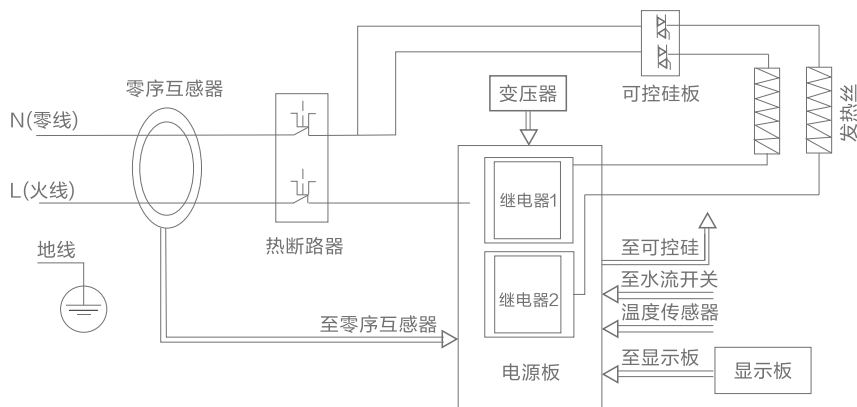 零序互感器
N(零线)
L(火线)
地线
热断路器
变压器
可控硅板
发热丝
继电器1
继电器2
至可控硅
至水流开关
温度传感器
至零序互感器
至显示板
电源板
显示板